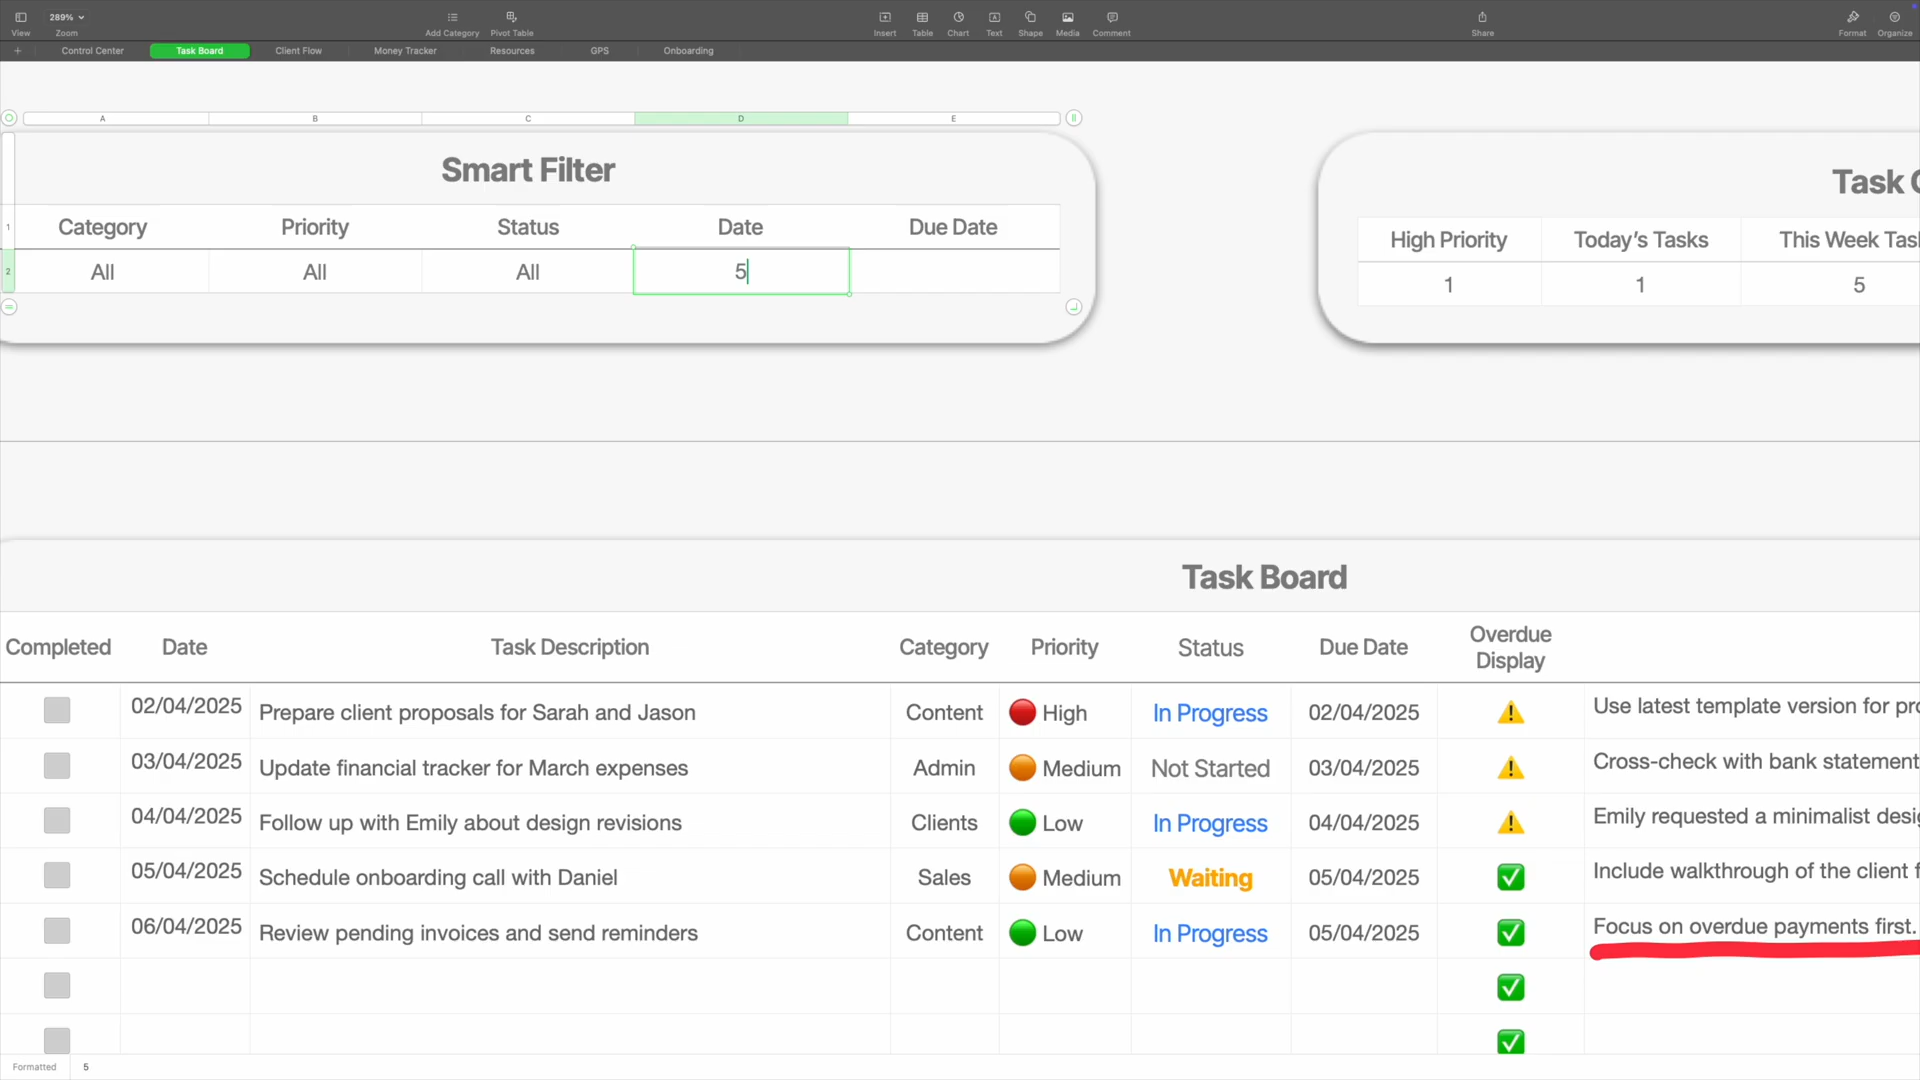 289%
View
Zoom
Add Category
Pivot Table
Insert
Table
Chart
Text
Shape
Media
Comment
Share
Format
Organize
+
Control Center
Task Board
Client Flow
Money Tracker
Resources
GPS
Onboarding
A
B
C
D
E
Smart Filter
1
Category
Priority
Status
Date
Due Date
2
All
All
All
5
Task
High Priority
Today's Tasks
This Week
1
1
5
Task Board
Completed
Date
Task Description
Category
Priority
Status
Due Date
Overdue
Display
02/04/2025
Prepare client proposals for Sarah and Jason
Content
High
In Progress
02/04/2025
Use latest template version for
03/04/2025
Update financial tracker for March expenses
Admin
Medium
Not Started
03/04/2025
Cross-check with bank statement
04/04/2025
Follow up with Emily about design revisions
Clients
Low
In Progress
04/04/2025
Emily requested a minimalist
05/04/2025
Schedule onboarding call with Daniel
Sales
Medium
Waiting
05/04/2025
Include walkthrough of the client
06/04/2025
Review pending invoices and send reminders
Content
Low
In Progress
05/04/2025
Focus on overdue payments first.
Formatted
5